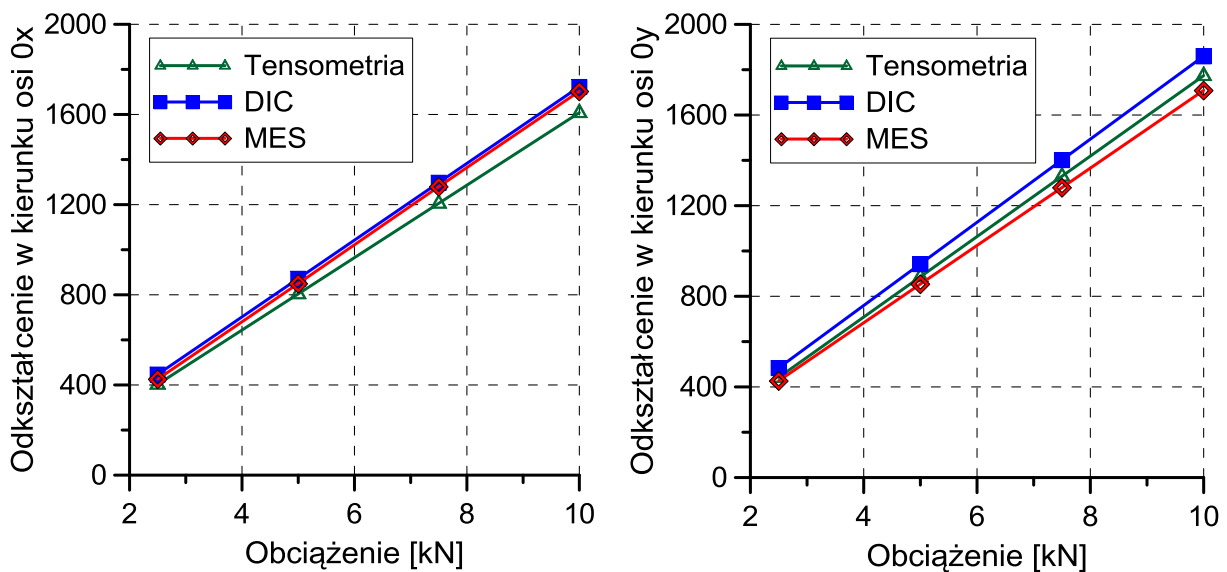 Odkształcenie w kierunku osi 0x
2000
1600
1200
800
400
0
Tensometria
DIC
MES
2 4 6 8 10
Obciążenie [kN]
Odkształcenie w kierunku osi 0y
2000
1600
1200
800
400
0
Tensometria
DIC
MES
2 4 6 8 10
Obciążenie [kN]